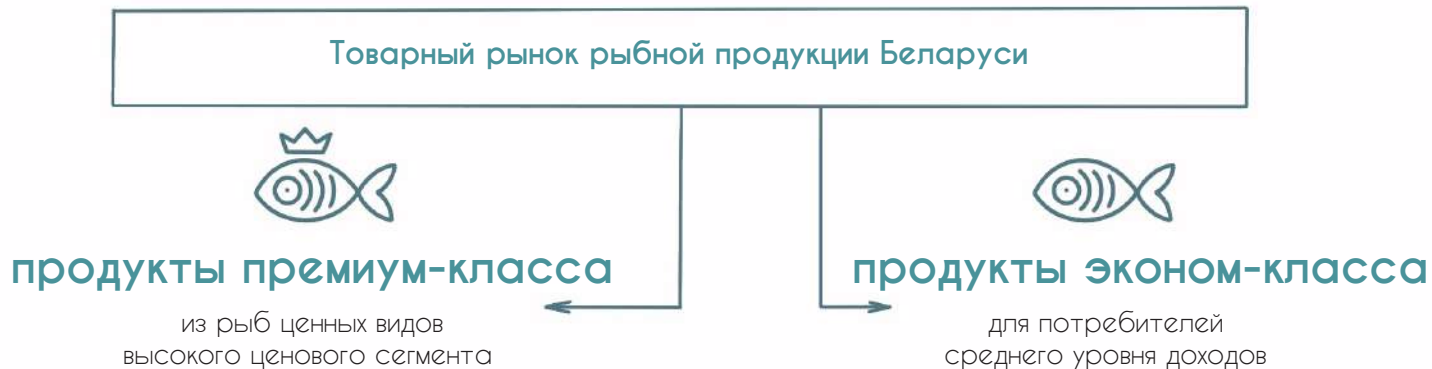 Товарный рынок рыбной продукции Беларуси
продукты премиум-класса
из рыб ценных видов
высокого ценового сегмента
продукты эконом-класса
для потребителей
среднего уровня доходов